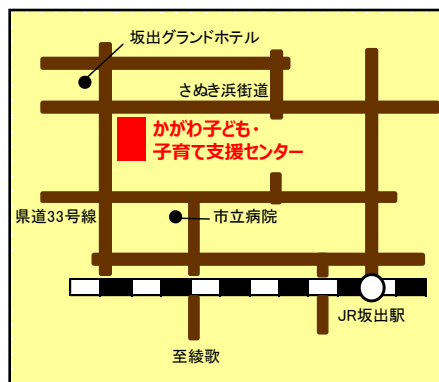 坂出グランドホテル
さぬき浜街道
かがわ子ども・
子育て支援センター
県道33号線
市立病院
JR坂出駅
至綾歌